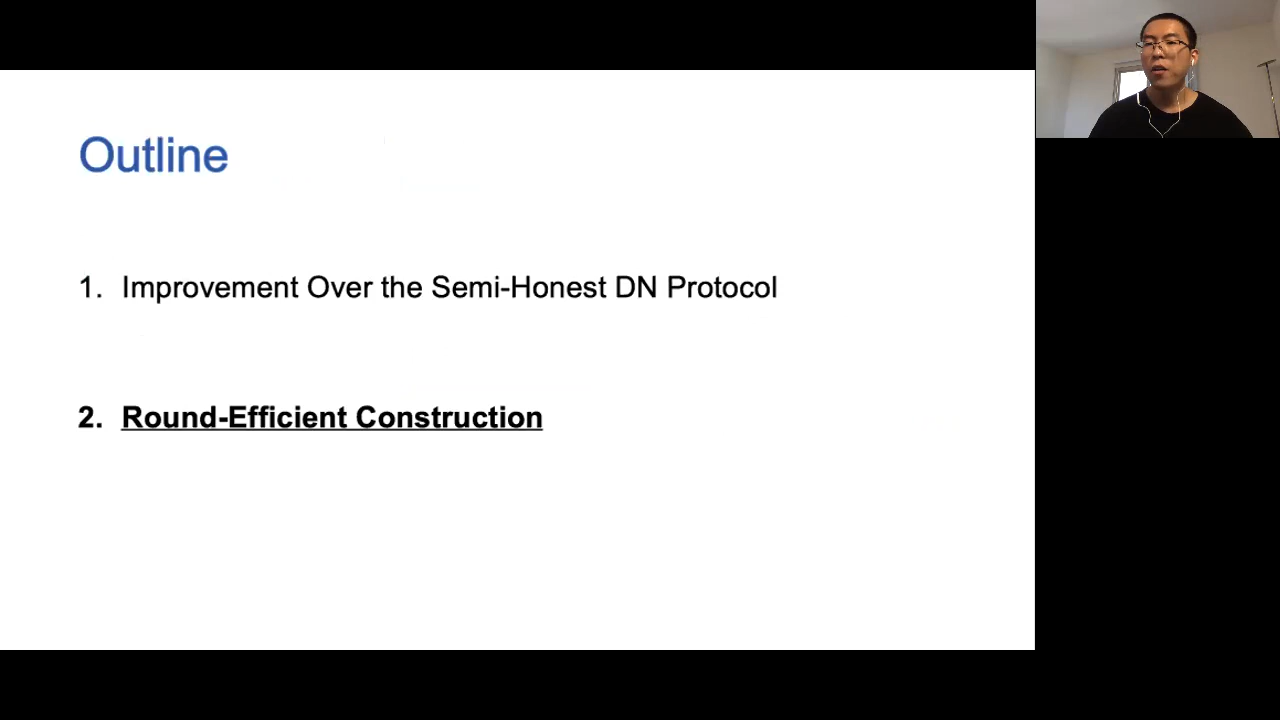 Outline
1. Improvement Over the Semi-Honest DN Protocol
2. Round-Efficient Construction